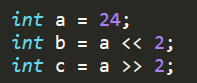 int a = 24;
int b = a << 2;
int c = a >> 2;